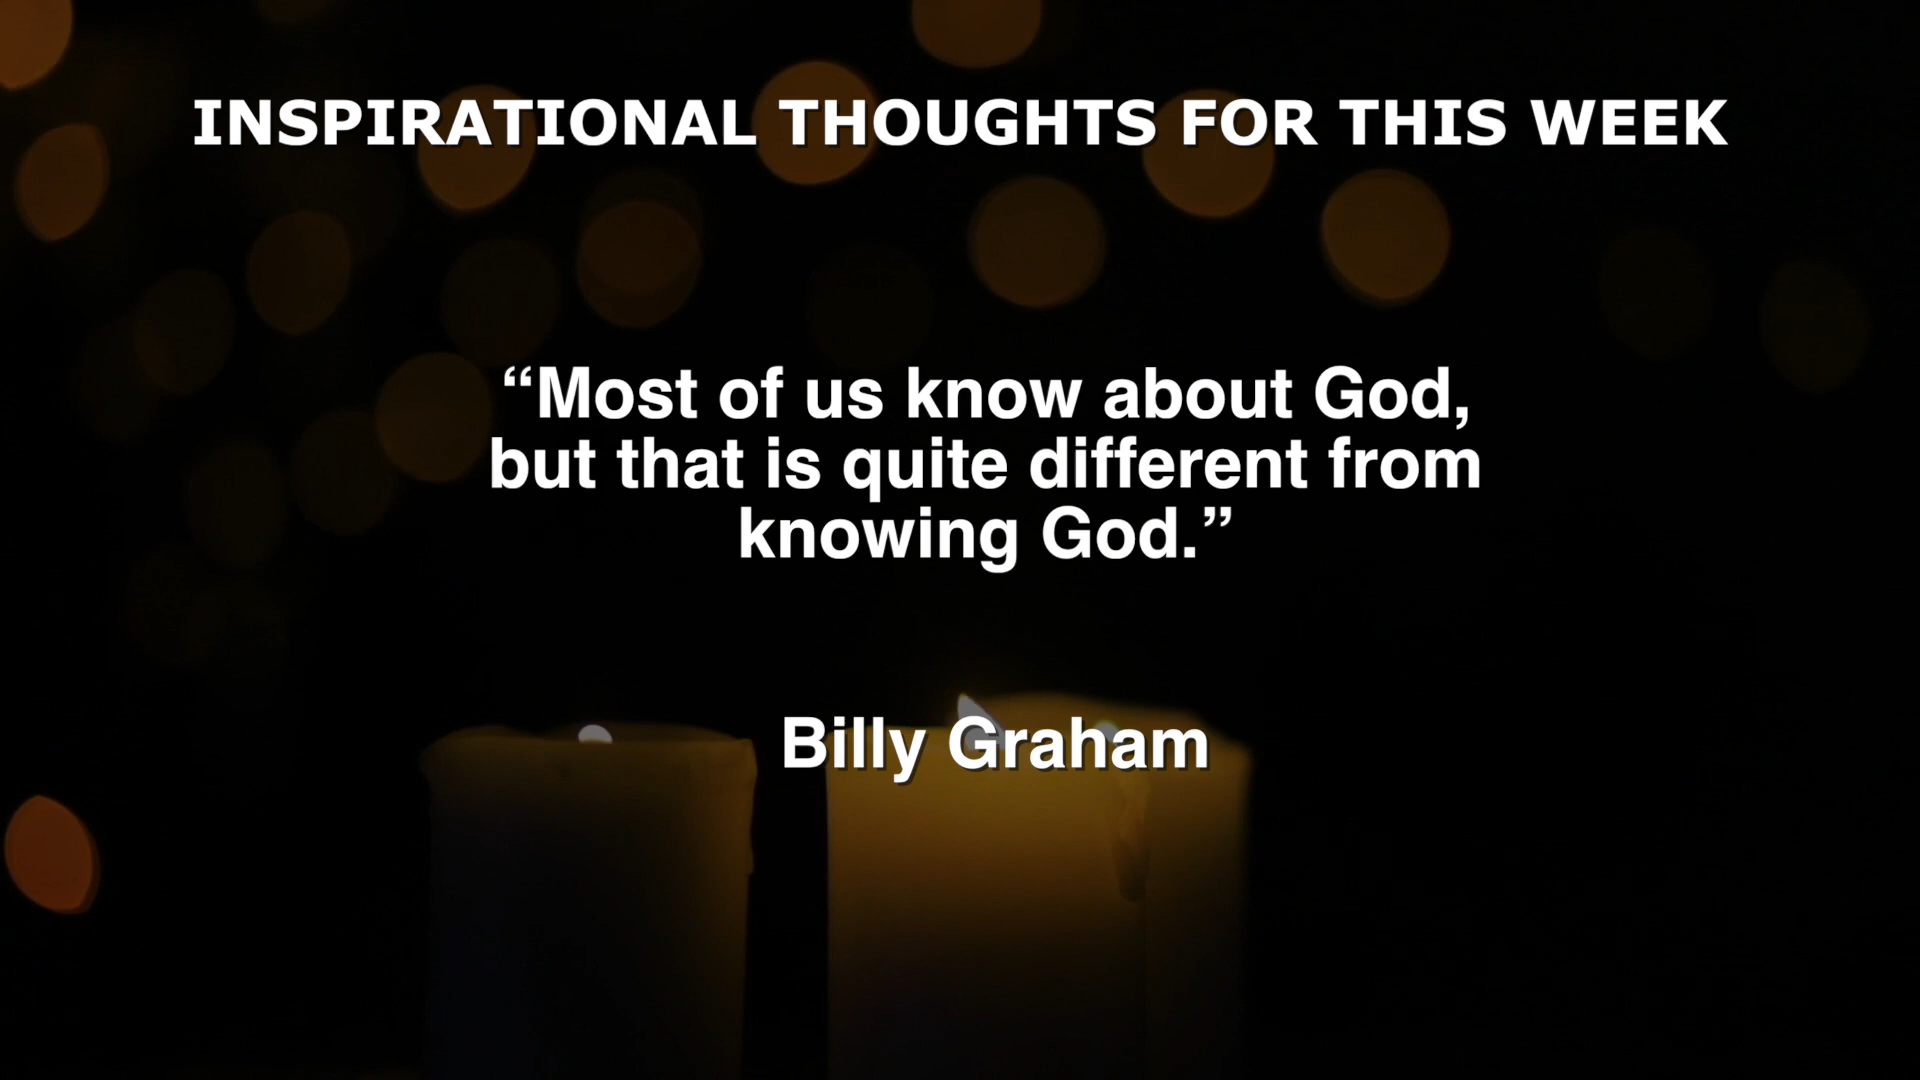 INSPIRATIONAL THOUGHTS FOR THIS WEEK
“Most of us know about God,
but that is quite different from
knowing God.”
Billy Graham